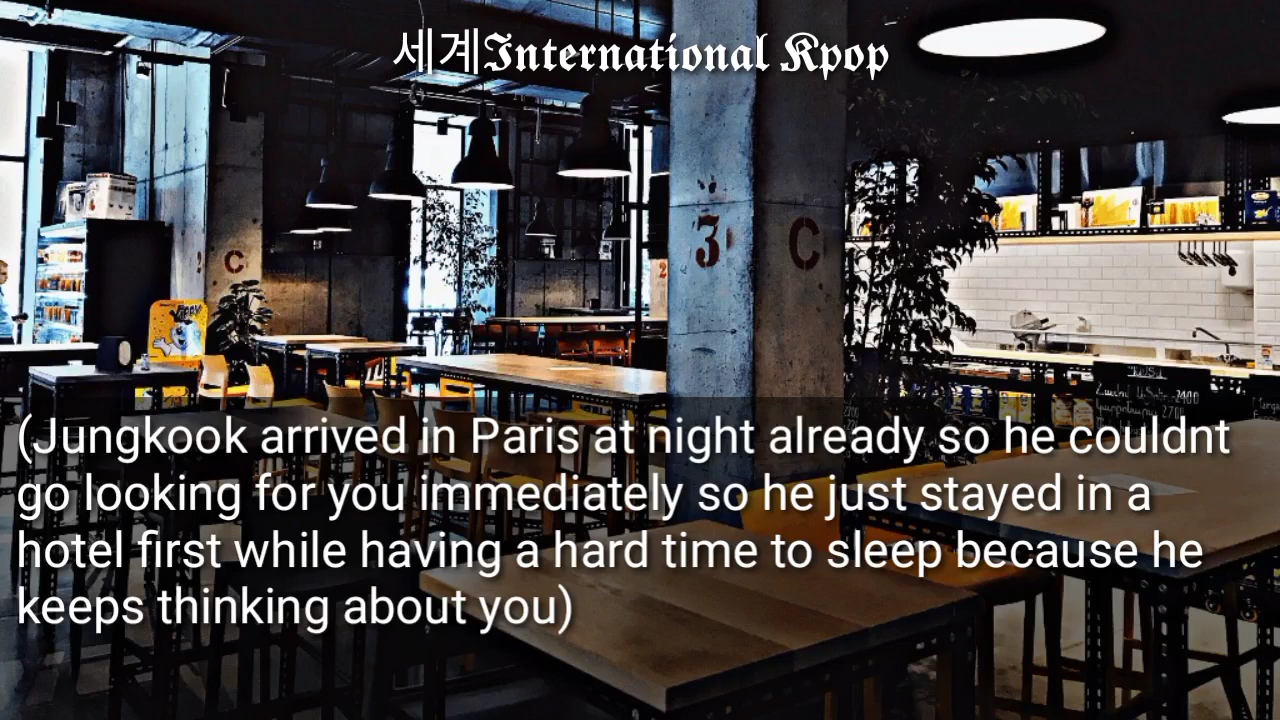 세계International Kpop
C
3
C
2
(Jungkook arrived in Paris at night already so he couldnt
go looking for you immediately so he just stayed in a
hotel first while having a hard time to sleep because he
keeps thinking about you)